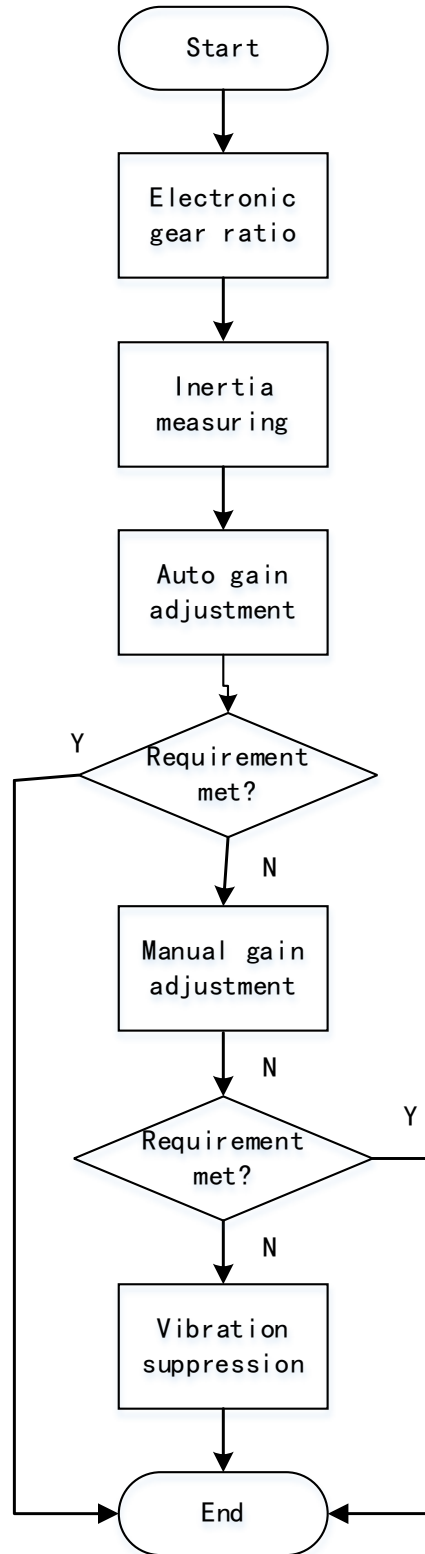 Start
Electronic
gear ratio
Inertia
measuring
Auto gain
adjustment
Y
Requirement
met?
N
Manual gain
adjustment
N
Y
Requirement
met?
N
Vibration
suppression
End